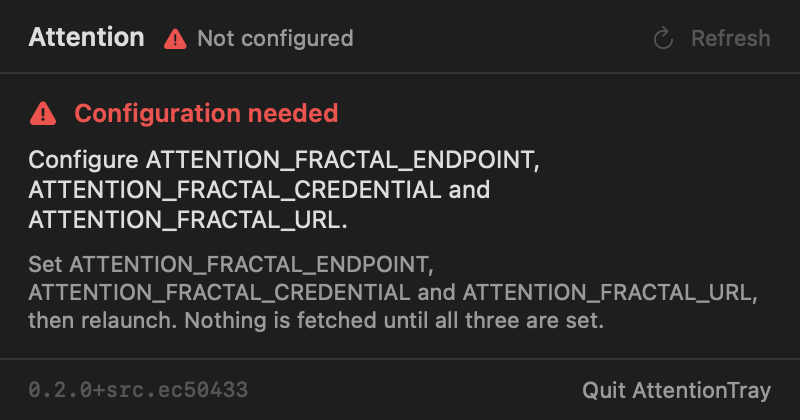 Attention Not configured Refresh
Configuration needed
Configure ATTENTION_FRACTAL_ENDPOINT,
ATTENTION_FRACTAL_CREDENTIAL and
ATTENTION_FRACTAL_URL.
Set ATTENTION_FRACTAL_ENDPOINT,
ATTENTION_FRACTAL_CREDENTIAL and ATTENTION_FRACTAL_URL,
then relaunch. Nothing is fetched until all three are set.
0.2.0+src.ec50433 Quit AttentionTray